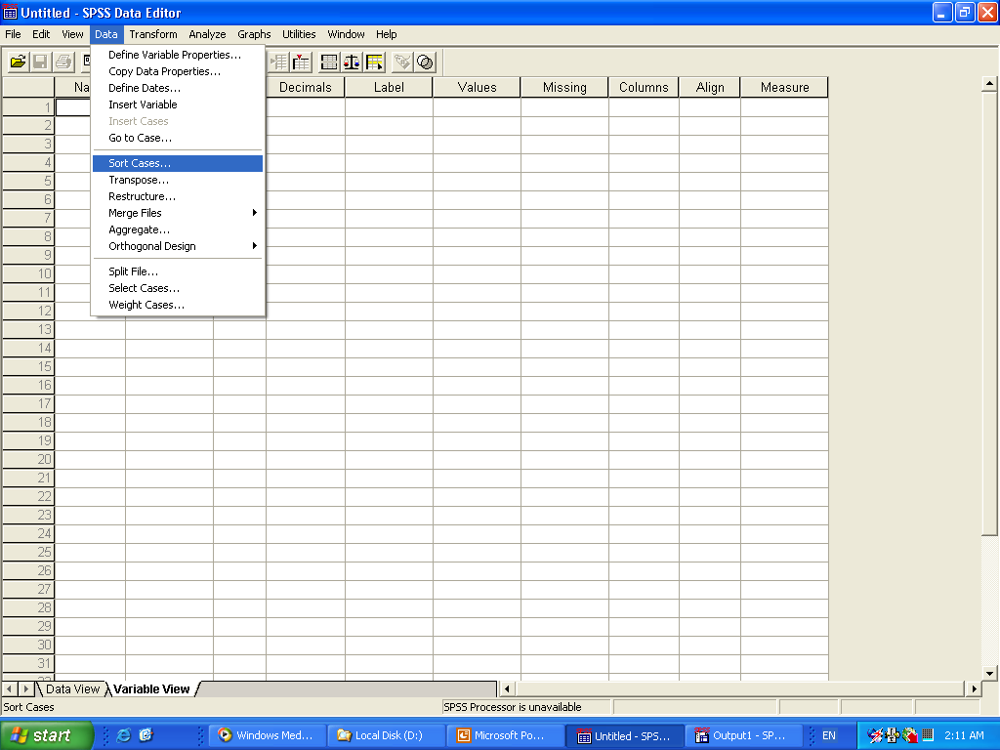 Untitled - SPSS Data Editor
File Edit View Data Transform Analyze Graphs Utilities Window Help
Define Variable Properties...
Copy Data Properties...
Define Dates...
Insert Variable
Insert Cases
Go to Case...
Sort Cases...
Transpose...
Restructure...
Merge Files
Aggregate...
Orthogonal Design
Split File...
Select Cases...
Weight Cases...
Na Decimals Label Values Missing Columns Align Measure
1
2
3
4
5
6
7
8
9
10
11
12
13
14
15
16
17
18
19
20
21
22
23
24
25
26
27
28
29
30
31
Data View Variable View
Sort Cases SPSS Processor is unavailable
start Windows Med... Local Disk (D:) Microsoft Po... Untitled - SPS... Output1 - SP... EN 2:11 AM